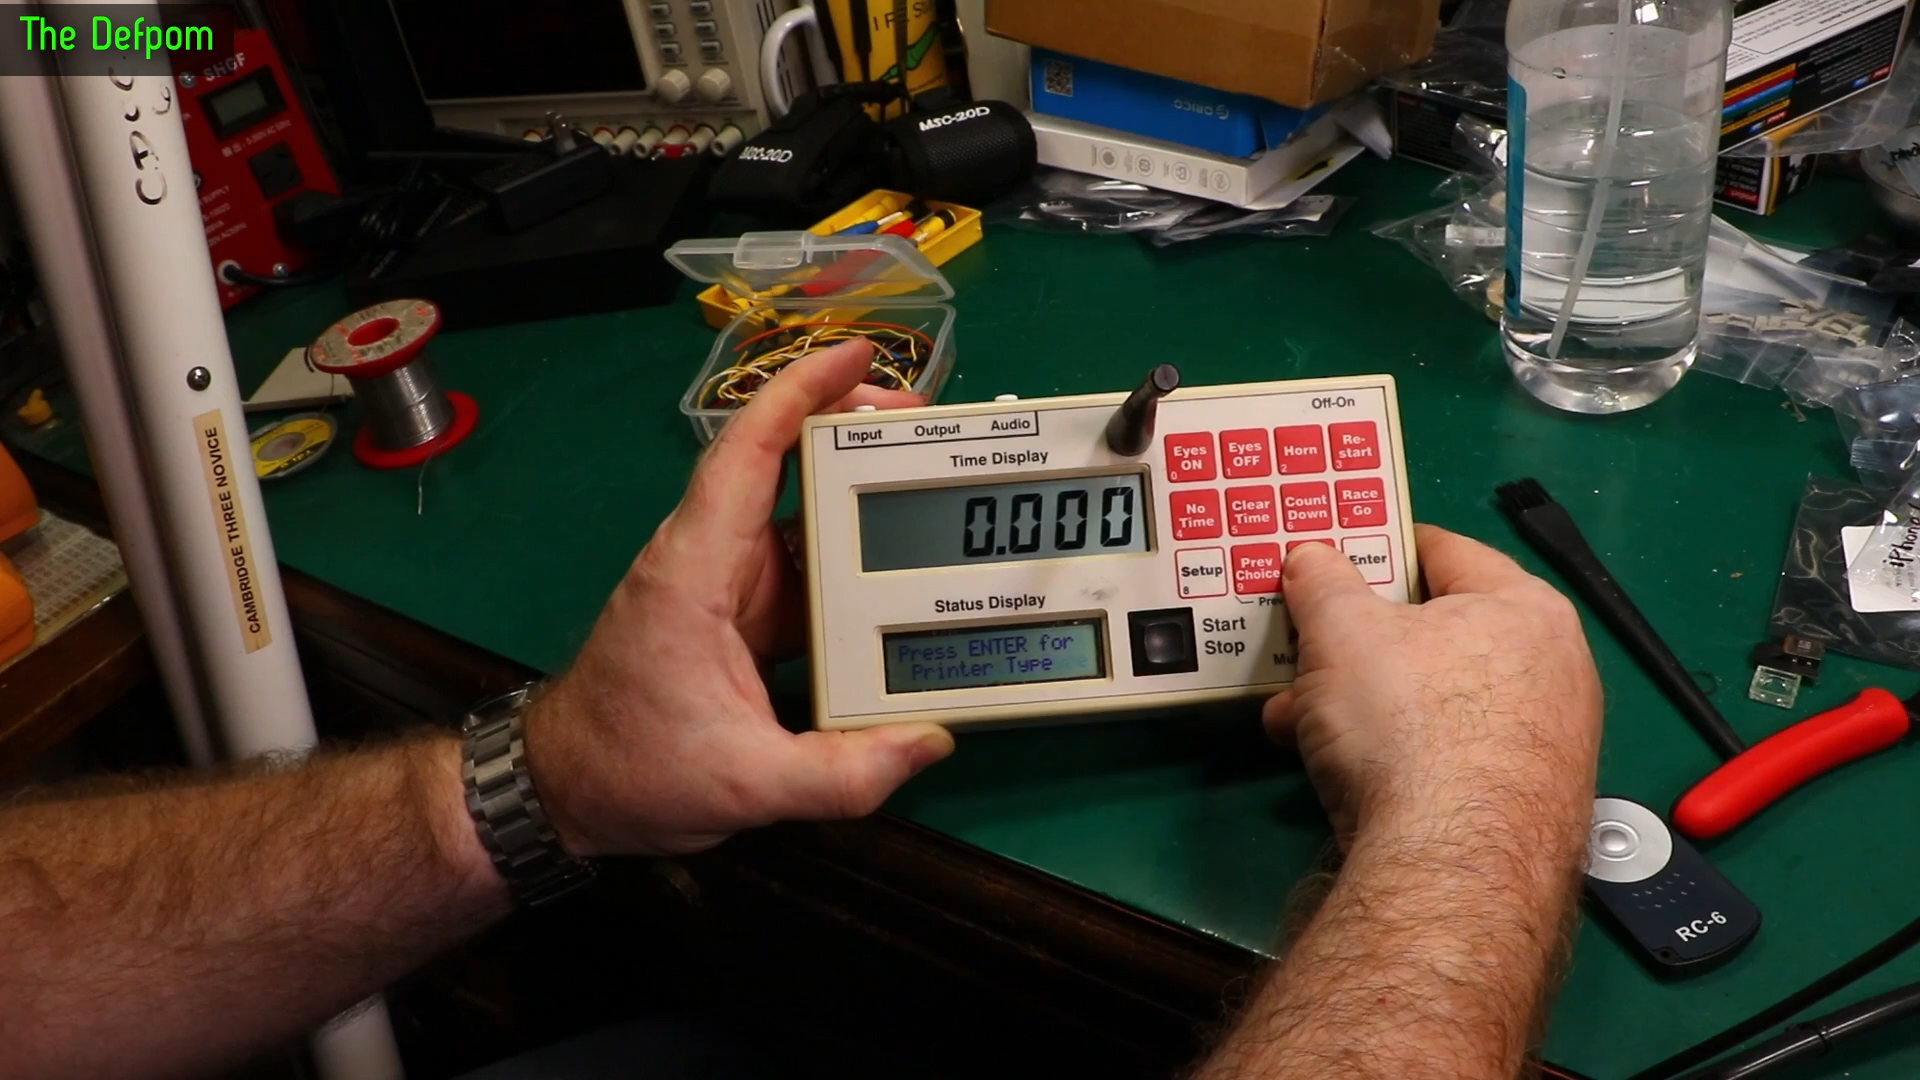 The Defpom
SHGF
I
MSC-20D
MSC-20D
ORICO
CAMBRIDGE THREE NOVICE
Input Output Audio
Off-On
Time Display
0.000
Eyes ON 0
Eyes OFF 1
Horn 2
Re-start 3
No Time 4
Clear Time 5
Count Down 6
Race Go 7
Setup 8
Prev Choice 9
Enter
Status Display
Press ENTER for
Printer Type
Start
Stop
iPhone
RC-6